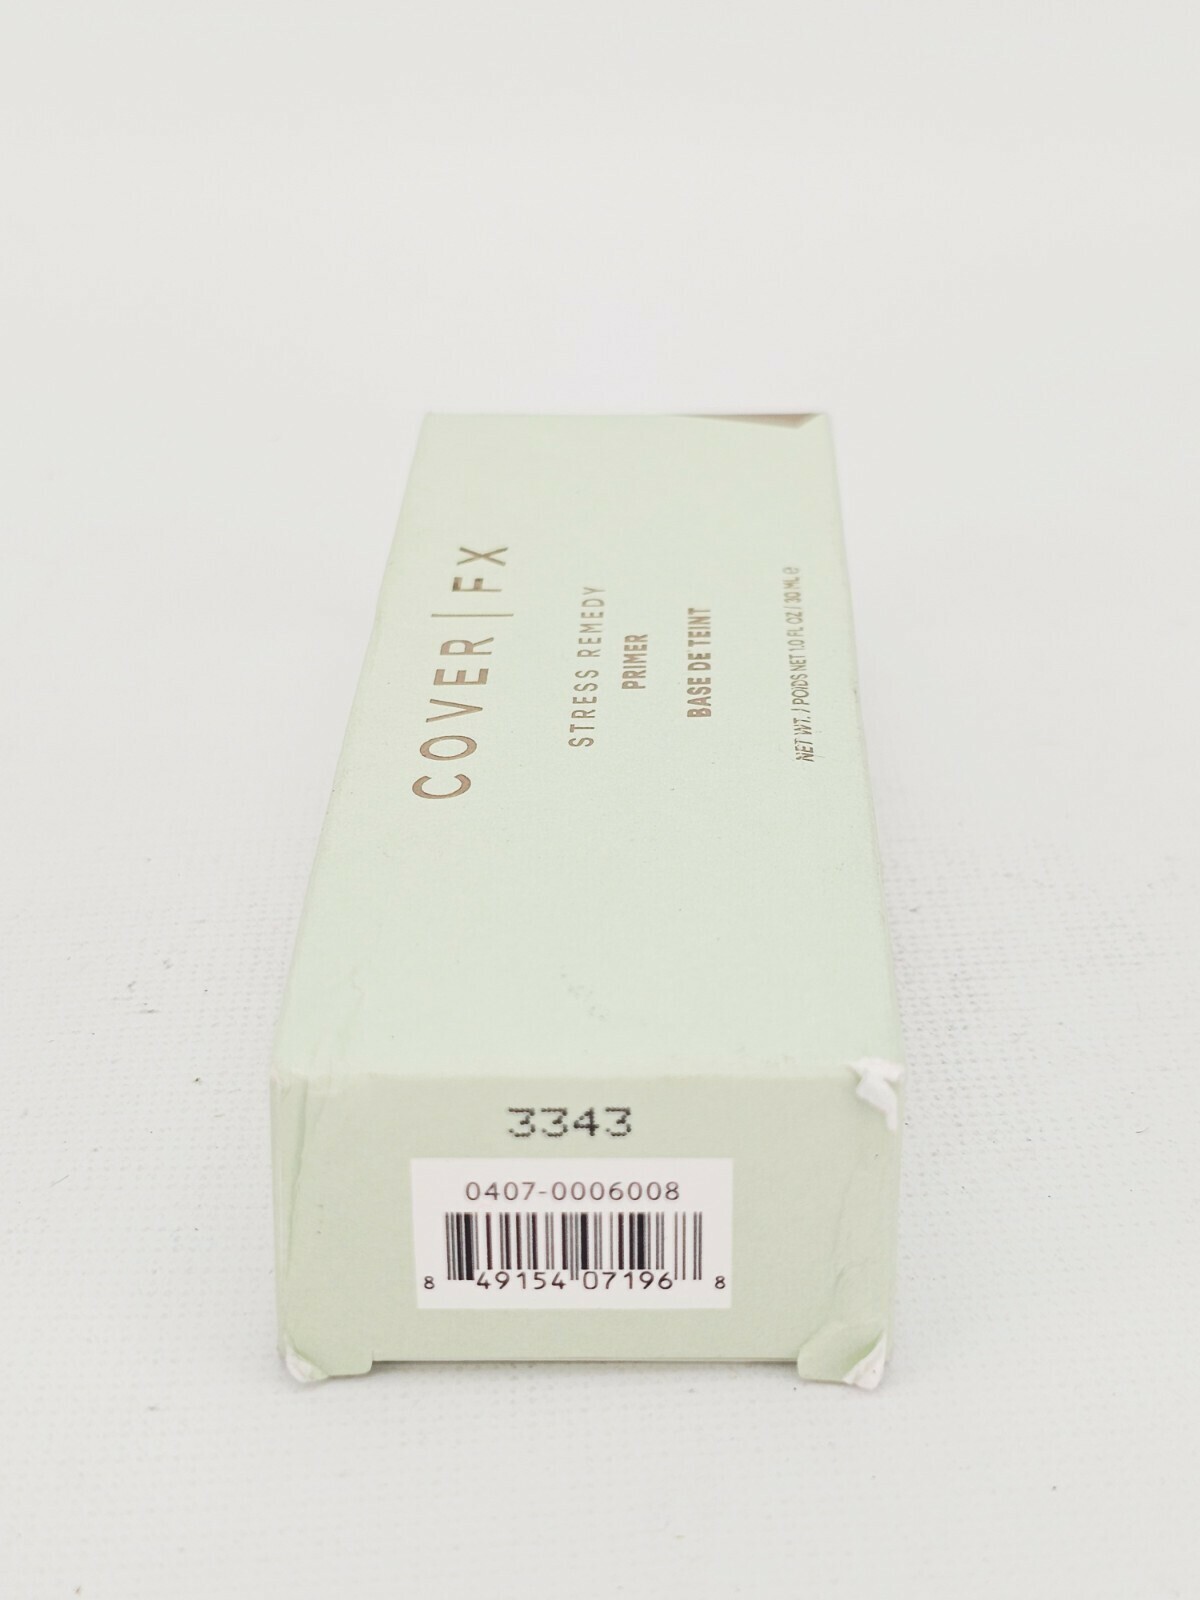 COVER | FX
STRESS REMEDY
PRIMER
BASE DE TEINT
NET WT. / POIDS NET 1.0 FL OZ / 30 ML ℮
3343
0407-0006008
8 49154 07196 8